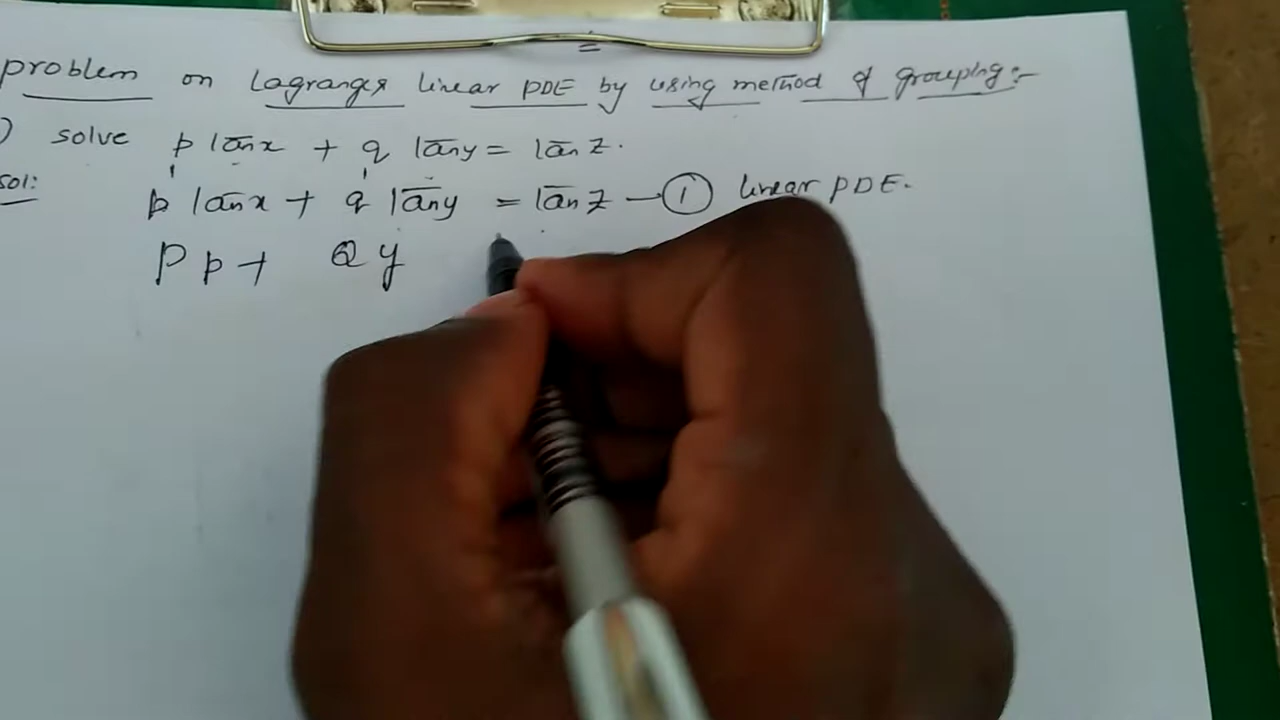 problem on Lagranges linear PDE by using method of grouping:-
) solve p tanx + q tany = tanz.
sol: p tanx + q tany = tanz — ① linear PDE.
Pp + Qy